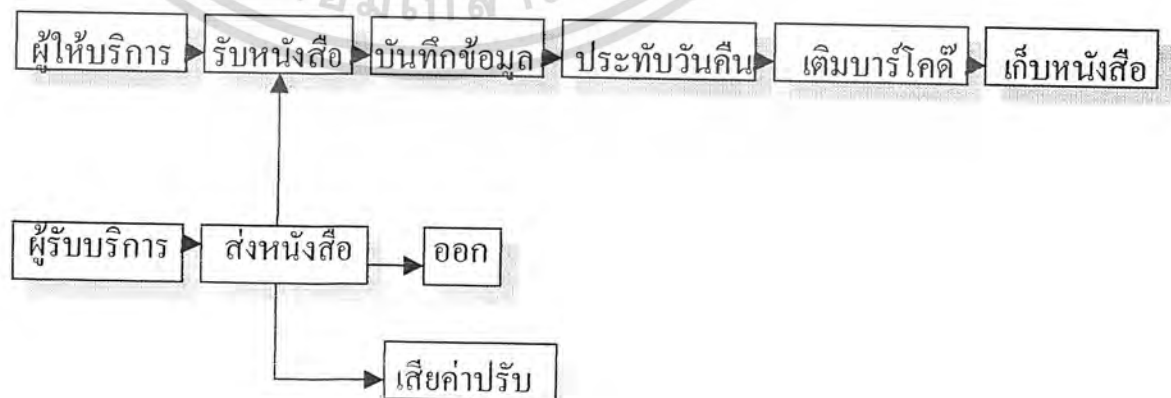 ผู้ให้บริการ รับหนังสือ บันทึกข้อมูล ประทับวันคืน เติมบาร์โคด๊ เก็บหนังสือ
ผู้รับบริการ ส่งหนังสือ ออก
เสียค่าปรับ